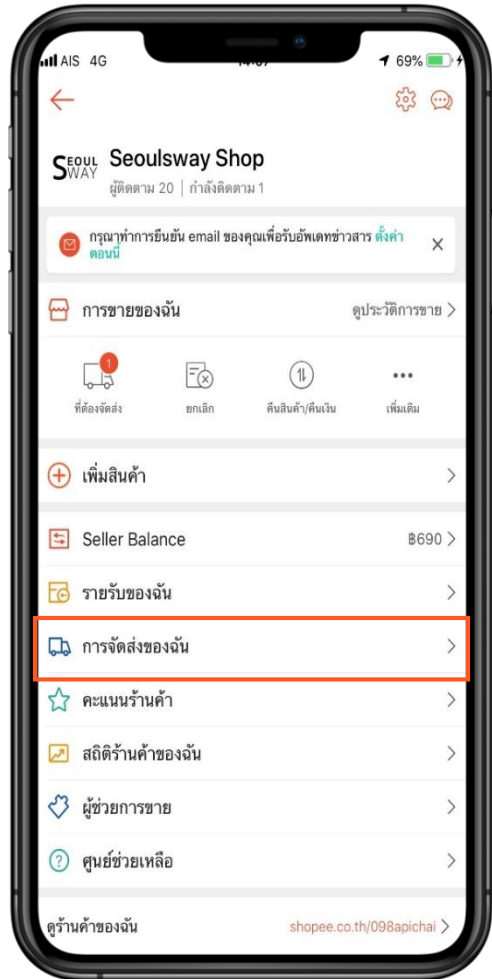 AIS 4G
69%
SEOUL
WAY
Seoulsway Shop
ผู้ติดตาม 20 | กำลังติดตาม 1
กรุณาทำการยืนยัน email ของคุณเพื่อรับอัพเดทข่าวสาร ตั้งค่า
ตอนนี้
การขายของฉัน
ดูประวัติการขาย
1
ที่ต้องจัดส่ง
ยกเลิก
คืนสินค้า/คืนเงิน
เพิ่มเติม
เพิ่มสินค้า
Seller Balance
฿690
รายรับของฉัน
การจัดส่งของฉัน
คะแนนร้านค้า
สถิติร้านค้าของฉัน
ผู้ช่วยการขาย
ศูนย์ช่วยเหลือ
ดูร้านค้าของฉัน
shopee.co.th/098apichai